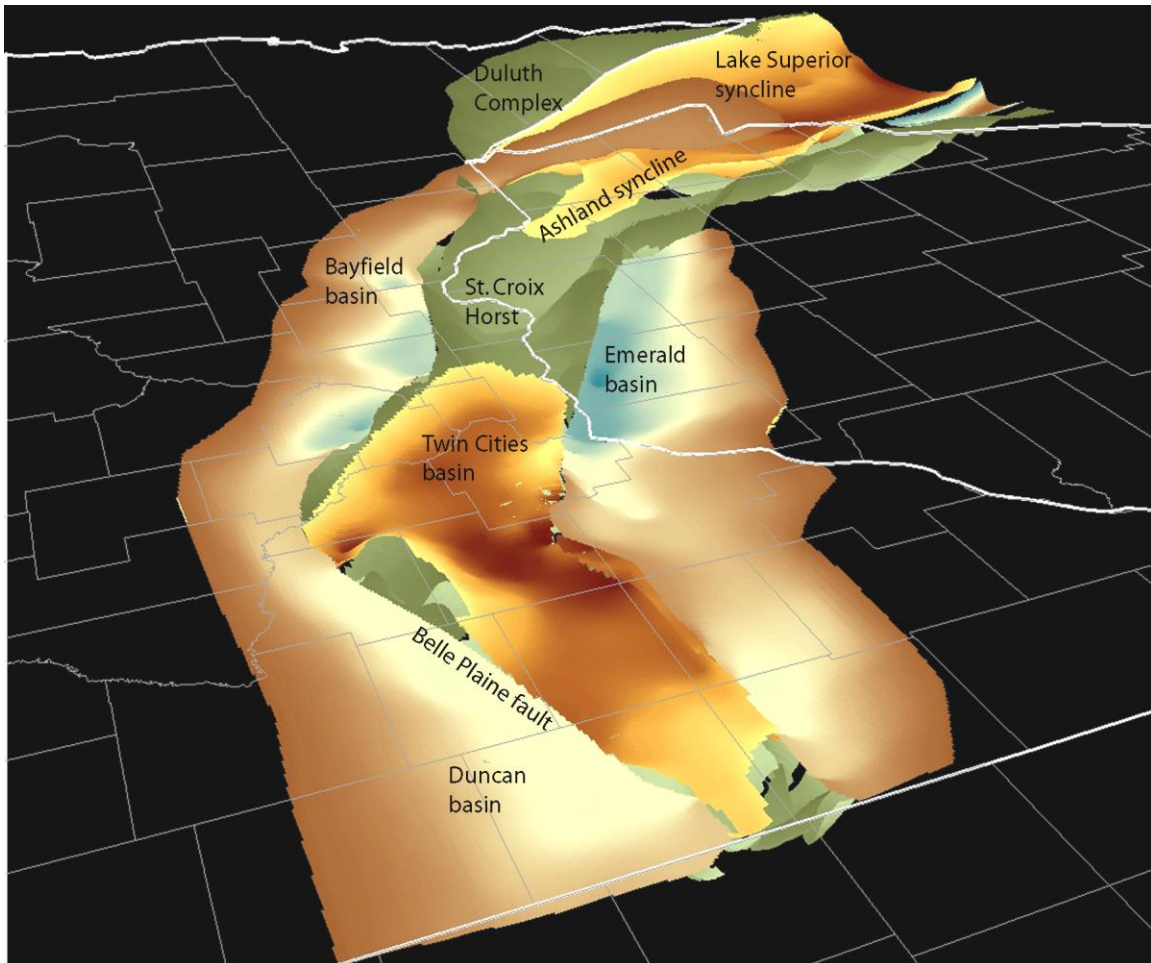 Duluth
Complex
Lake Superior
syncline
Ashland syncline
Bayfield
basin
St. Croix
Horst
Emerald
basin
Twin Cities
basin
Belle Plaine fault
Duncan
basin